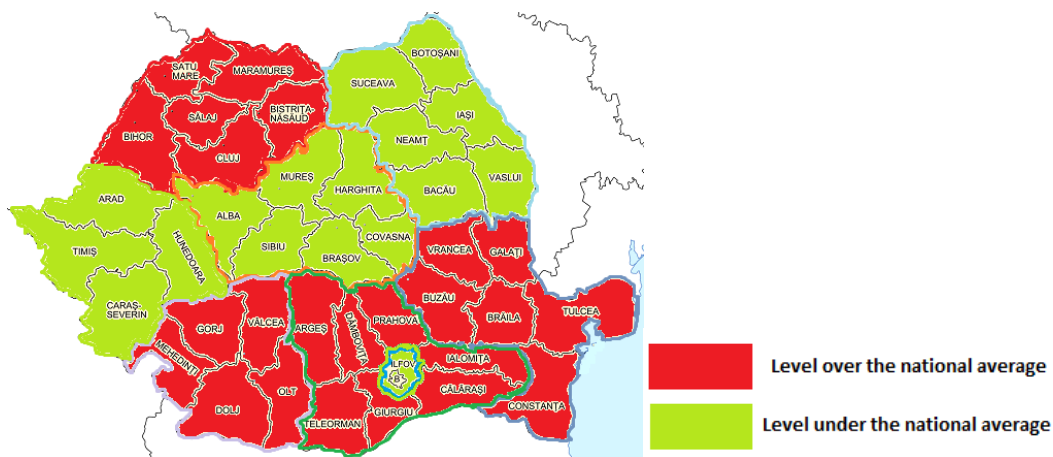 BOTOȘANI
SATU
MARE
MARAMUREȘ
SUCEAVA
BISTRIȚA-
NĂSĂUD
IAȘI
SĂLAJ
BIHOR
NEAMȚ
CLUJ
MUREȘ
HARGHITA
BACĂU
VASLUI
ARAD
ALBA
COVASNA
SIBIU
TIMIȘ
HUNEDOARA
BRAȘOV
VRANCEA
GALAȚI
CARAȘ-
SEVERIN
BUZĂU
TULCEA
VÂLCEA
GORJ
ARGEȘ
DAMBOVIȚA
PRAHOVA
BRĂILA
MEHEDINȚI
ILFOV
IALOMIȚA
B
Level over the national average
OLT
CĂLĂRAȘI
DOLJ
GIURGIU
CONSTANȚA
TELEORMAN
Level under the national average